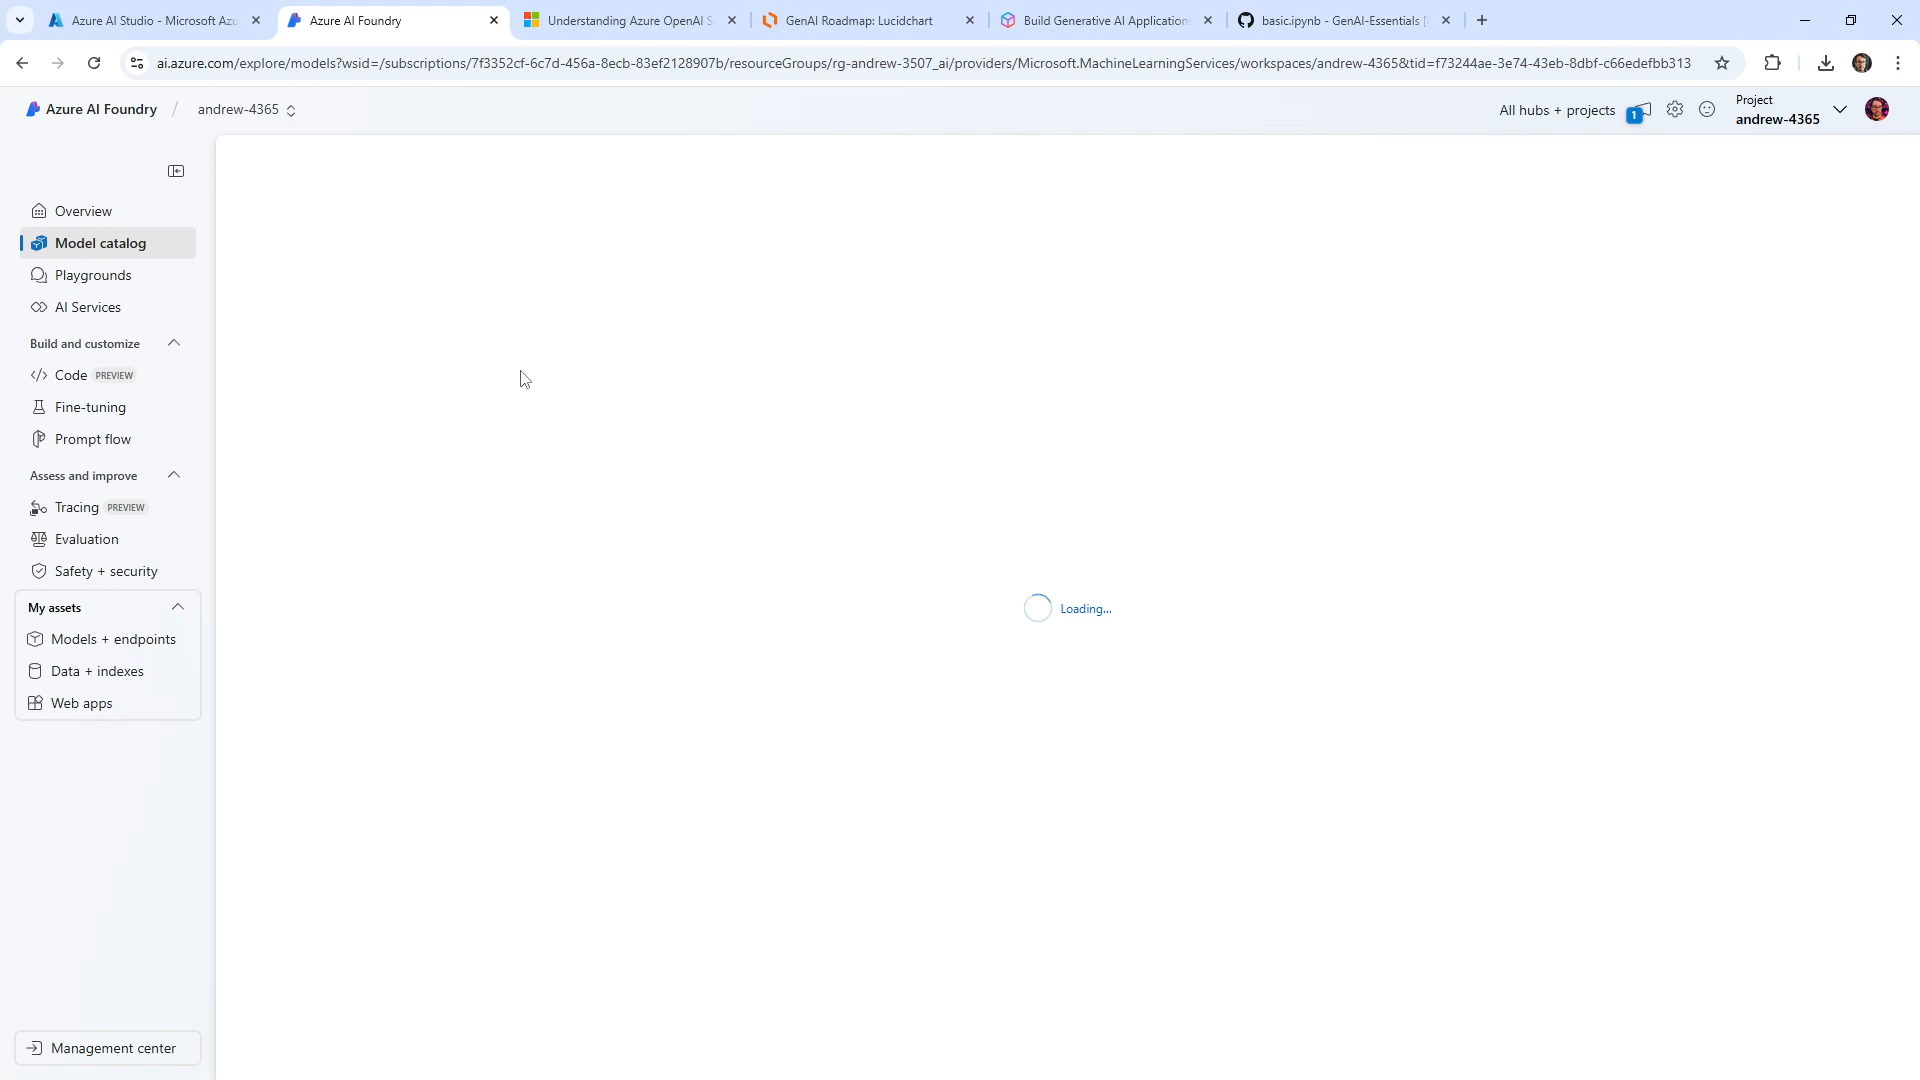 Azure AI Studio - Microsoft Azu
Azure AI Foundry
Understanding Azure OpenAI S
GenAI Roadmap: Lucidchart
Build Generative AI Applications
basic.ipynb - GenAI-Essentials [
ai.azure.com/explore/models?wsid=/subscriptions/7f3352cf-6c7d-456a-8ecb-83ef2128907b/resourceGroups/rg-andrew-3507_ai/providers/Microsoft.MachineLearningServices/workspaces/andrew-4365&tid=f73244ae-3e74-43eb-8dbf-c66edefbb313
Azure AI Foundry / andrew-4365
All hubs + projects
1
Project
andrew-4365
Overview
Model catalog
Playgrounds
AI Services
Build and customize
Code PREVIEW
Fine-tuning
Prompt flow
Assess and improve
Tracing PREVIEW
Evaluation
Safety + security
My assets
Models + endpoints
Data + indexes
Web apps
Loading...
Management center